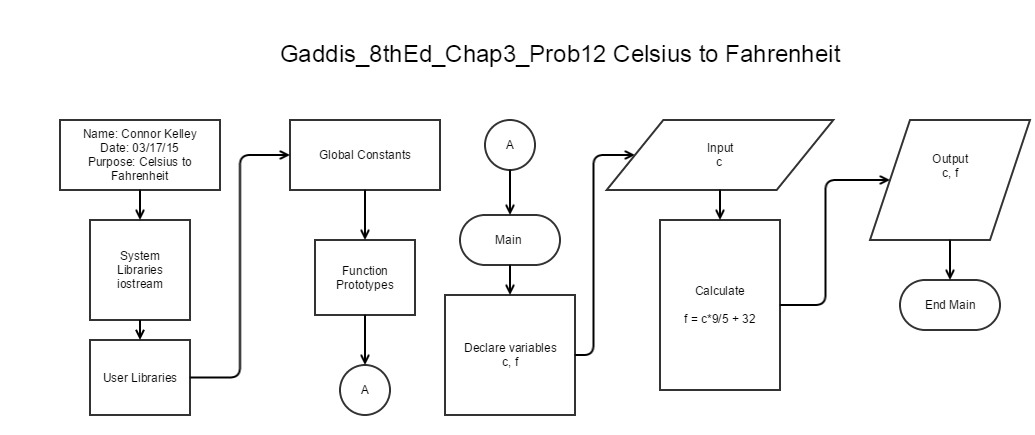 Gaddis_8thEd_Chap3_Prob12 Celsius to Fahrenheit
Name: Connor Kelley
Date: 03/17/15
Purpose: Celsius to
Fahrenheit
System
Libraries
iostream
User Libraries
Global Constants
Function
Prototypes
A
A
Main
Declare variables
c, f
Input
c
Calculate
f = c*9/5 + 32
Output
c, f
End Main